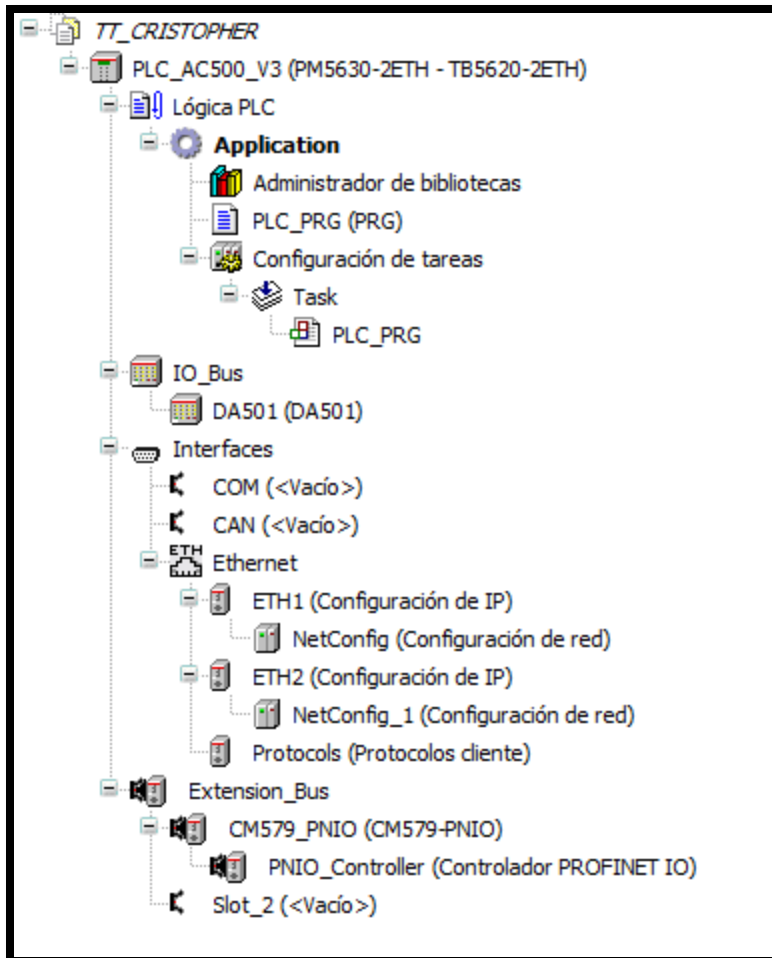 TT_CRISTOPHER
PLC_AC500_V3 (PM5630-2ETH - TB5620-2ETH)
Lógica PLC
Application
Administrador de bibliotecas
PLC_PRG (PRG)
Configuración de tareas
Task
PLC_PRG
IO_Bus
DA501 (DA501)
Interfaces
COM (<Vacío>)
CAN (<Vacío>)
ETH
Ethernet
ETH1 (Configuración de IP)
NetConfig (Configuración de red)
ETH2 (Configuración de IP)
NetConfig_1 (Configuración de red)
Protocols (Protocolos cliente)
Extension_Bus
CM579_PNIO (CM579-PNIO)
PNIO_Controller (Controlador PROFINET IO)
Slot_2 (<Vacío>)